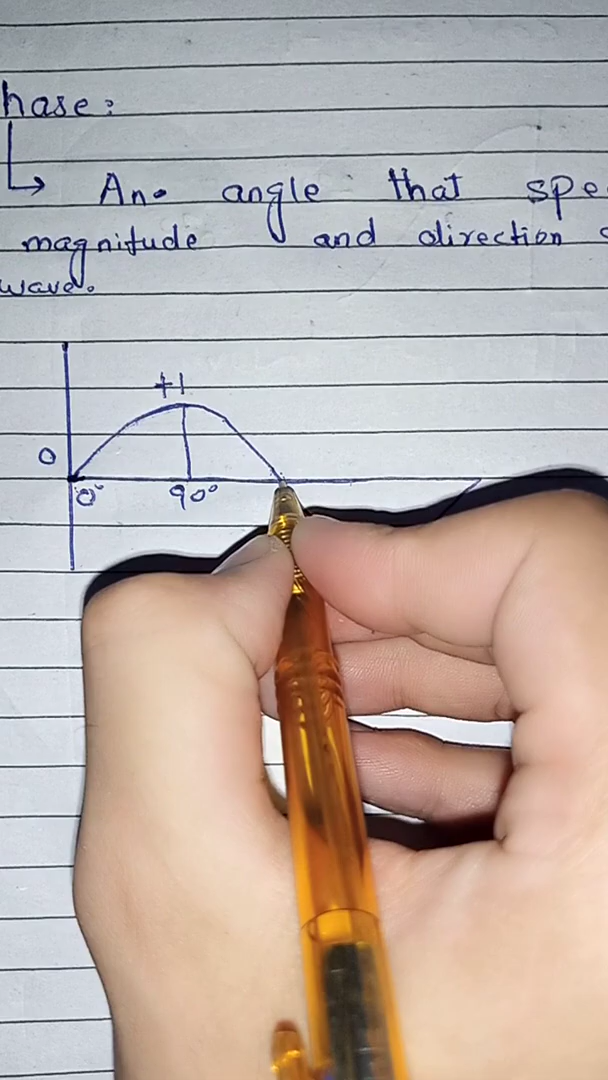 hase:
An. angle that spe
magnitude and direction
wave.
+1
0
0° 90°